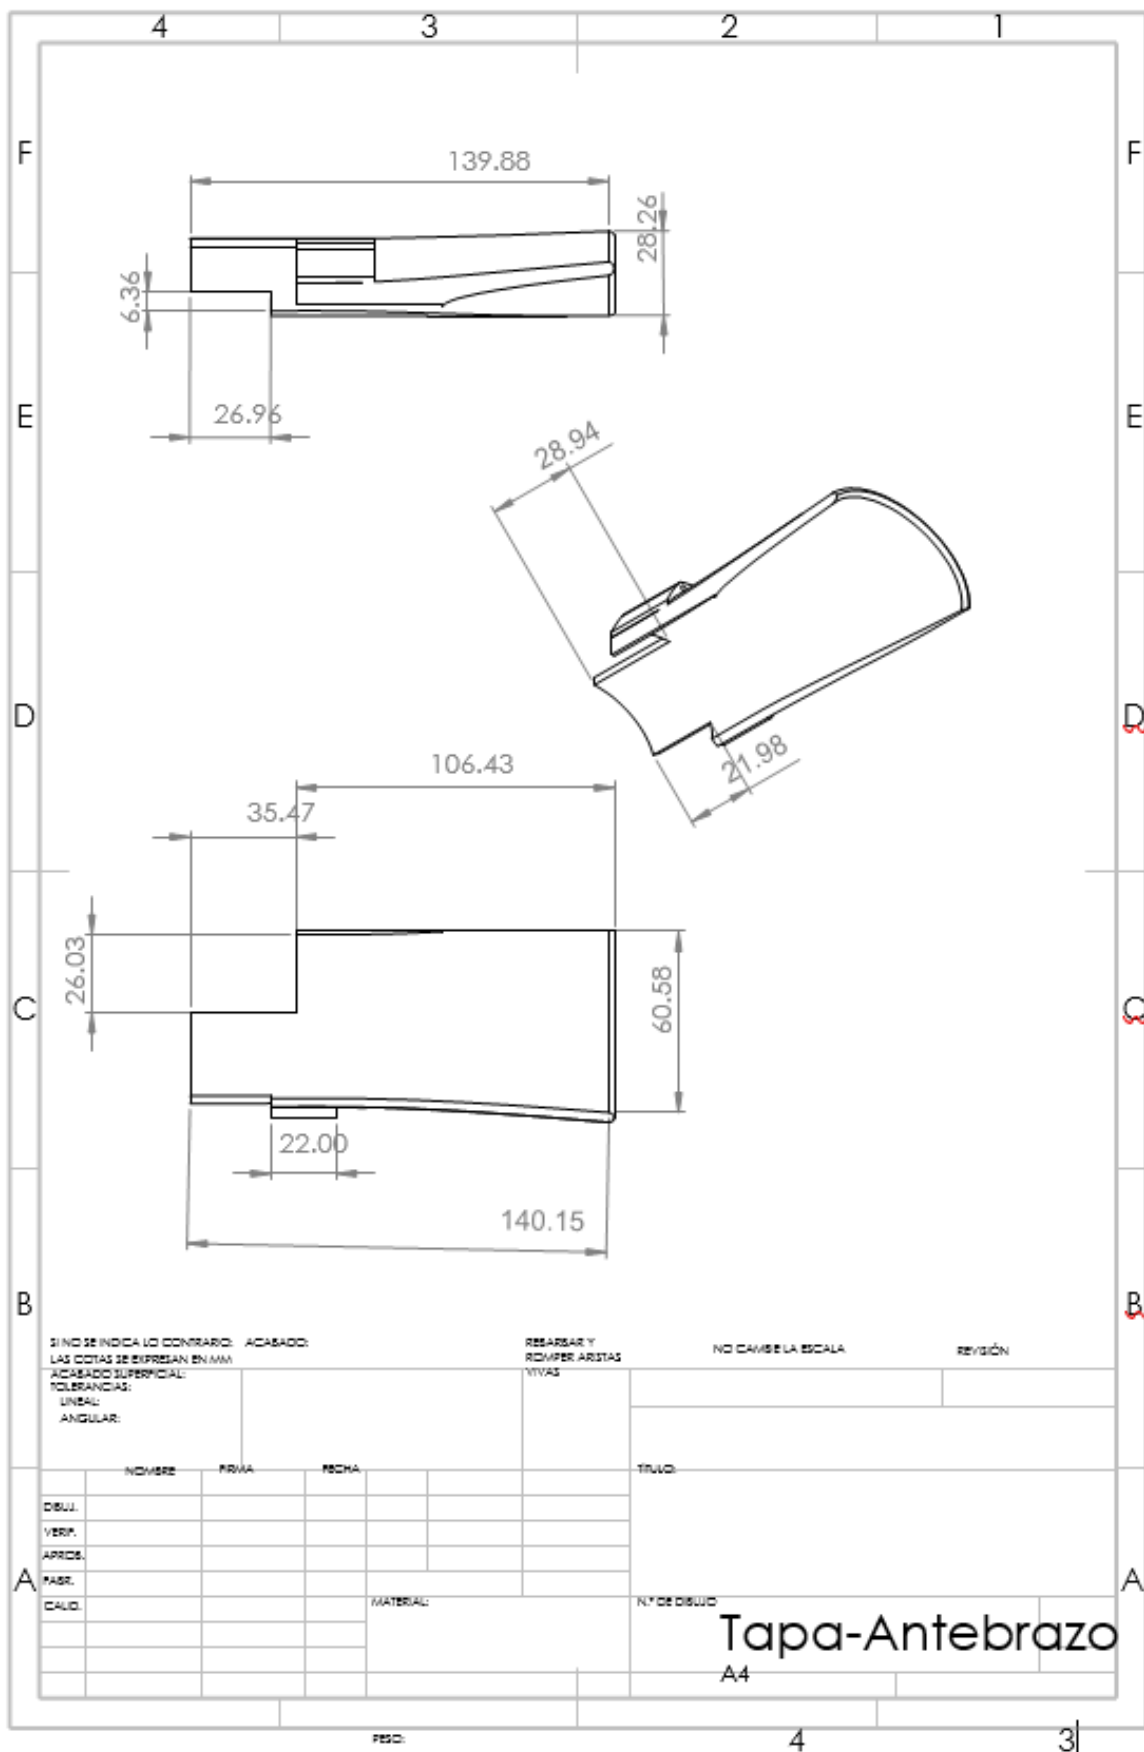 4 3 2 1
F F
139.88
28.26
6.36
26.96
E E
28.94
D D
21.98
106.43
35.47
26.03
60.58
C C
22.00
140.15
B B
SI NO SE INDICA LO CONTRARIO: ACABADO:
LAS COTAS SE EXPRESAN EN MM
ACABADO SUPERFICIAL:
TOLERANCIAS:
LINEAL:
ANGULAR:
REBARBAR Y
ROMPER ARISTAS
VIVAS
NO CAMBIE LA ESCALA
REVISIÓN
NOMBRE FIRMA FECHA
TÍTULO:
DIBUJ.
VERIF.
APROB.
FABR.
CALID.
A A
MATERIAL:
N.º DE DIBUJO
Tapa-Antebrazo
A4
PESO:
4 3